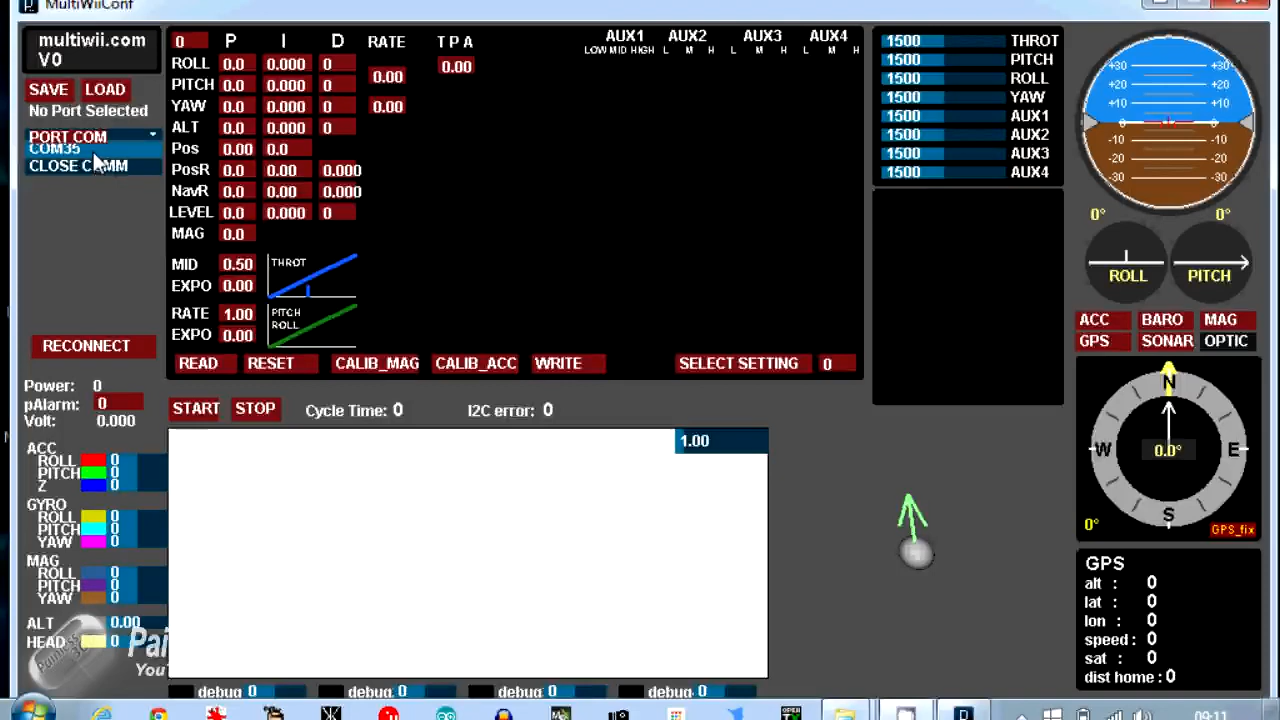 MultiWiiConf
multiwii.com
V0
SAVE LOAD
No Port Selected
PORT COM
COM35
CLOSE COMM
RECONNECT
Power: 0
pAlarm: 0
Volt: 0.000
ACC
ROLL 0
PITCH 0
Z 0
GYRO
ROLL 0
PITCH 0
YAW 0
MAG
ROLL 0
PITCH 0
YAW 0
ALT 0.00
HEAD 0
0 P I D RATE T P A
ROLL 0.0 0.000 0 0.00 0.00
PITCH 0.0 0.000 0
YAW 0.0 0.000 0 0.00
ALT 0.0 0.000 0
Pos 0.00 0.0
PosR 0.0 0.00 0.000
NavR 0.0 0.00 0.000
LEVEL 0.0 0.000 0
MAG 0.0
MID 0.50 THROT
EXPO 0.00
RATE 1.00 PITCH
ROLL
EXPO 0.00
AUX1 AUX2 AUX3 AUX4
LOW MID HIGH L M H L M H L M H
READ RESET CALIB_MAG CALIB_ACC WRITE SELECT SETTING 0
START STOP Cycle Time: 0 I2C error: 0
1.00
debug 0 debug 0 debug 0 debug 0
1500 THROT
1500 PITCH
1500 ROLL
1500 YAW
1500 AUX1
1500 AUX2
1500 AUX3
1500 AUX4
+30 +30
+20 +20
+10 +10
0 0
-10 -10
-20 -20
-30 -30
0° 0°
ROLL PITCH
ACC BARO MAG
GPS SONAR OPTIC
N
W 0.0° E
S
0° GPS_fix
GPS
alt : 0
lat : 0
lon : 0
speed : 0
sat : 0
dist home : 0
09:11